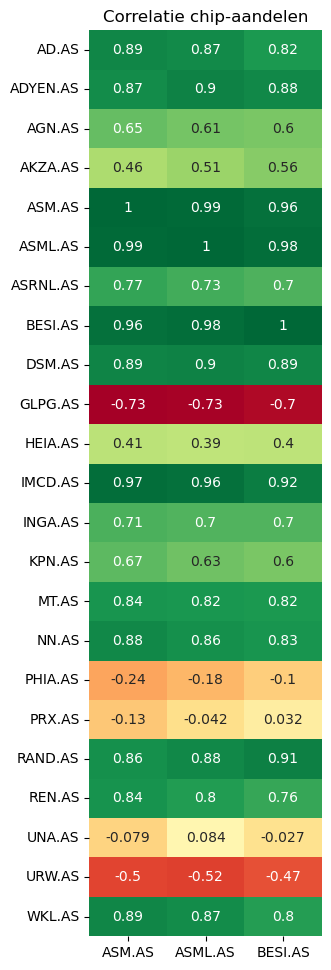 Correlatie chip-aandelen
AD.AS 0.89 0.87 0.82
ADYEN.AS 0.87 0.9 0.88
AGN.AS 0.65 0.61 0.6
AKZA.AS 0.46 0.51 0.56
ASM.AS 1 0.99 0.96
ASML.AS 0.99 1 0.98
ASRNL.AS 0.77 0.73 0.7
BESI.AS 0.96 0.98 1
DSM.AS 0.89 0.9 0.89
GLPG.AS -0.73 -0.73 -0.7
HEIA.AS 0.41 0.39 0.4
IMCD.AS 0.97 0.96 0.92
INGA.AS 0.71 0.7 0.7
KPN.AS 0.67 0.63 0.6
MT.AS 0.84 0.82 0.82
NN.AS 0.88 0.86 0.83
PHIA.AS -0.24 -0.18 -0.1
PRX.AS -0.13 -0.042 0.032
RAND.AS 0.86 0.88 0.91
REN.AS 0.84 0.8 0.76
UNA.AS -0.079 0.084 -0.027
URW.AS -0.5 -0.52 -0.47
WKL.AS 0.89 0.87 0.8
ASM.AS ASML.AS BESI.AS